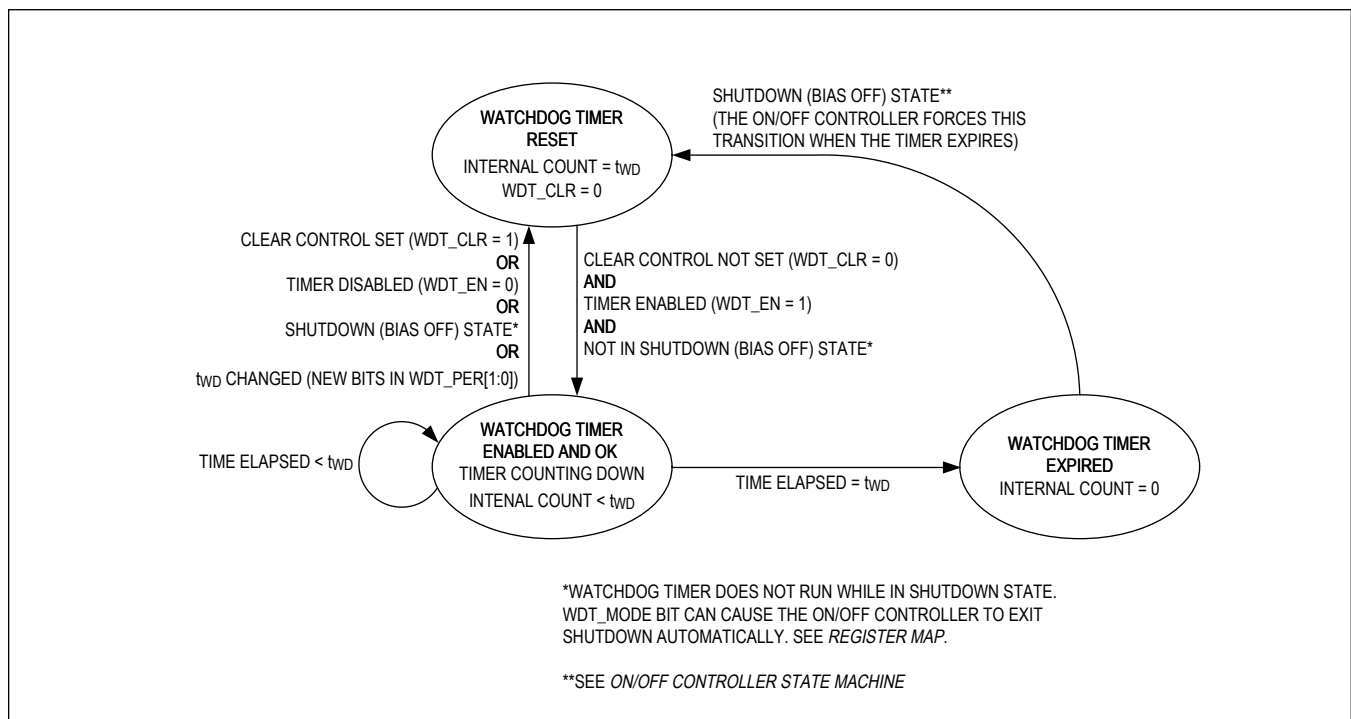 SHUTDOWN (BIAS OFF) STATE**
(THE ON/OFF CONTROLLER FORCES THIS
TRANSITION WHEN THE TIMER EXPIRES)
WATCHDOG TIMER
RESET
INTERNAL COUNT = tWD
WDT_CLR = 0
CLEAR CONTROL SET (WDT_CLR = 1)
OR
TIMER DISABLED (WDT_EN = 0)
OR
SHUTDOWN (BIAS OFF) STATE*
OR
tWD CHANGED (NEW BITS IN WDT_PER[1:0])
CLEAR CONTROL NOT SET (WDT_CLR = 0)
AND
TIMER ENABLED (WDT_EN = 1)
AND
NOT IN SHUTDOWN (BIAS OFF) STATE*
TIME ELAPSED < tWD
WATCHDOG TIMER
ENABLED AND OK
TIMER COUNTING DOWN
INTENAL COUNT < tWD
TIME ELAPSED = tWD
WATCHDOG TIMER
EXPIRED
INTERNAL COUNT = 0
*WATCHDOG TIMER DOES NOT RUN WHILE IN SHUTDOWN STATE.
WDT_MODE BIT CAN CAUSE THE ON/OFF CONTROLLER TO EXIT
SHUTDOWN AUTOMATICALLY. SEE REGISTER MAP.
**SEE ON/OFF CONTROLLER STATE MACHINE